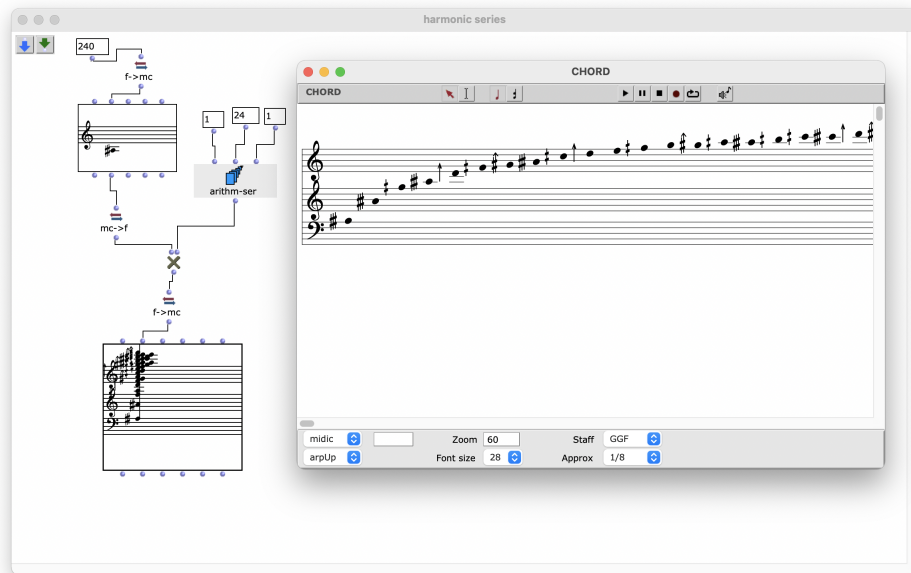 harmonic series
240
f->mc
1
24
1
arithm-ser
mc->f
f->mc
CHORD
CHORD
midic
Zoom
60
Staff
GGF
arpUp
Font size
28
Approx
1/8